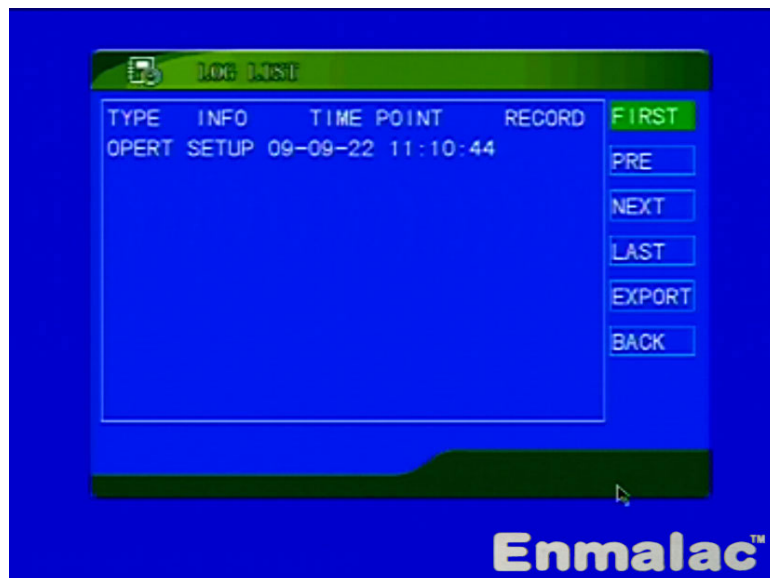 LOG LIST
TYPE INFO TIME POINT RECORD
OPERT SETUP 09-09-22 11:10:44
FIRST
PRE
NEXT
LAST
EXPORT
BACK
Enmalac™